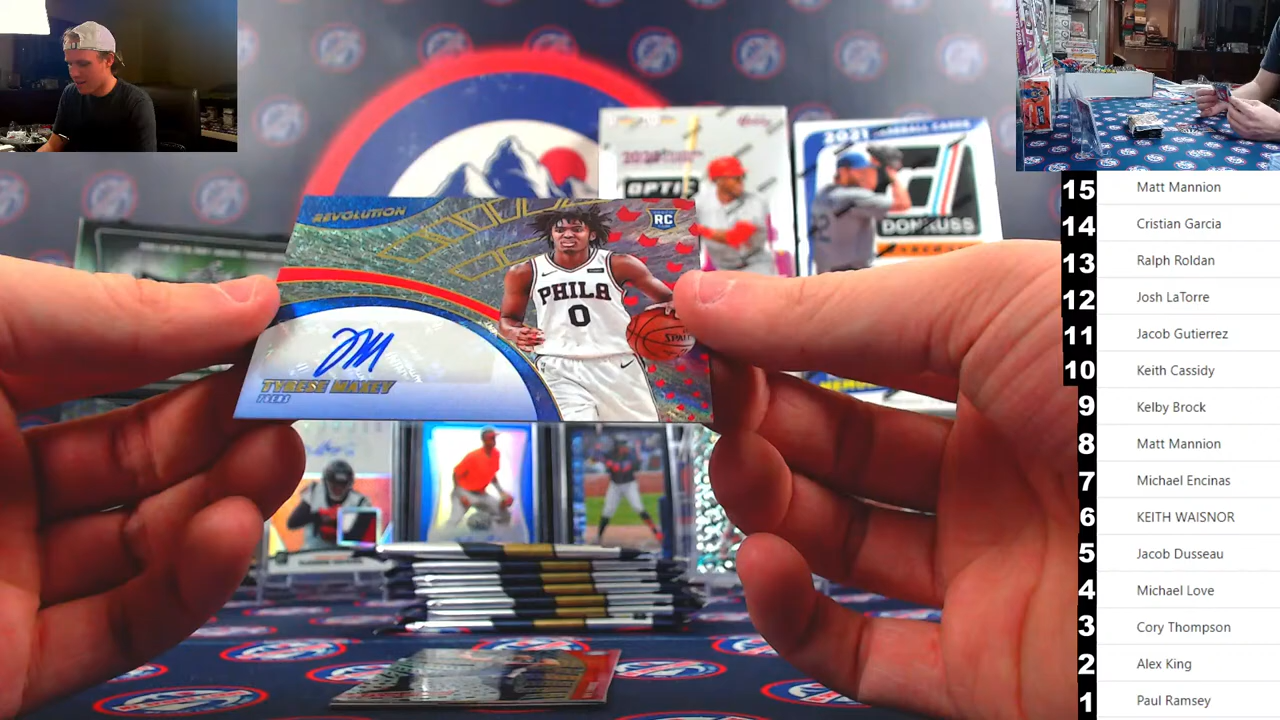 REVOLUTION
RC
PHILA
0
SPAL
TYRESE MAXEY
76ERS
OPTIC
2021
DONRUSS
15 Matt Mannion
14 Cristian Garcia
13 Ralph Roldan
12 Josh LaTorre
11 Jacob Gutierrez
10 Keith Cassidy
9 Kelby Brock
8 Matt Mannion
7 Michael Encinas
6 KEITH WAISNOR
5 Jacob Dusseau
4 Michael Love
3 Cory Thompson
2 Alex King
1 Paul Ramsey